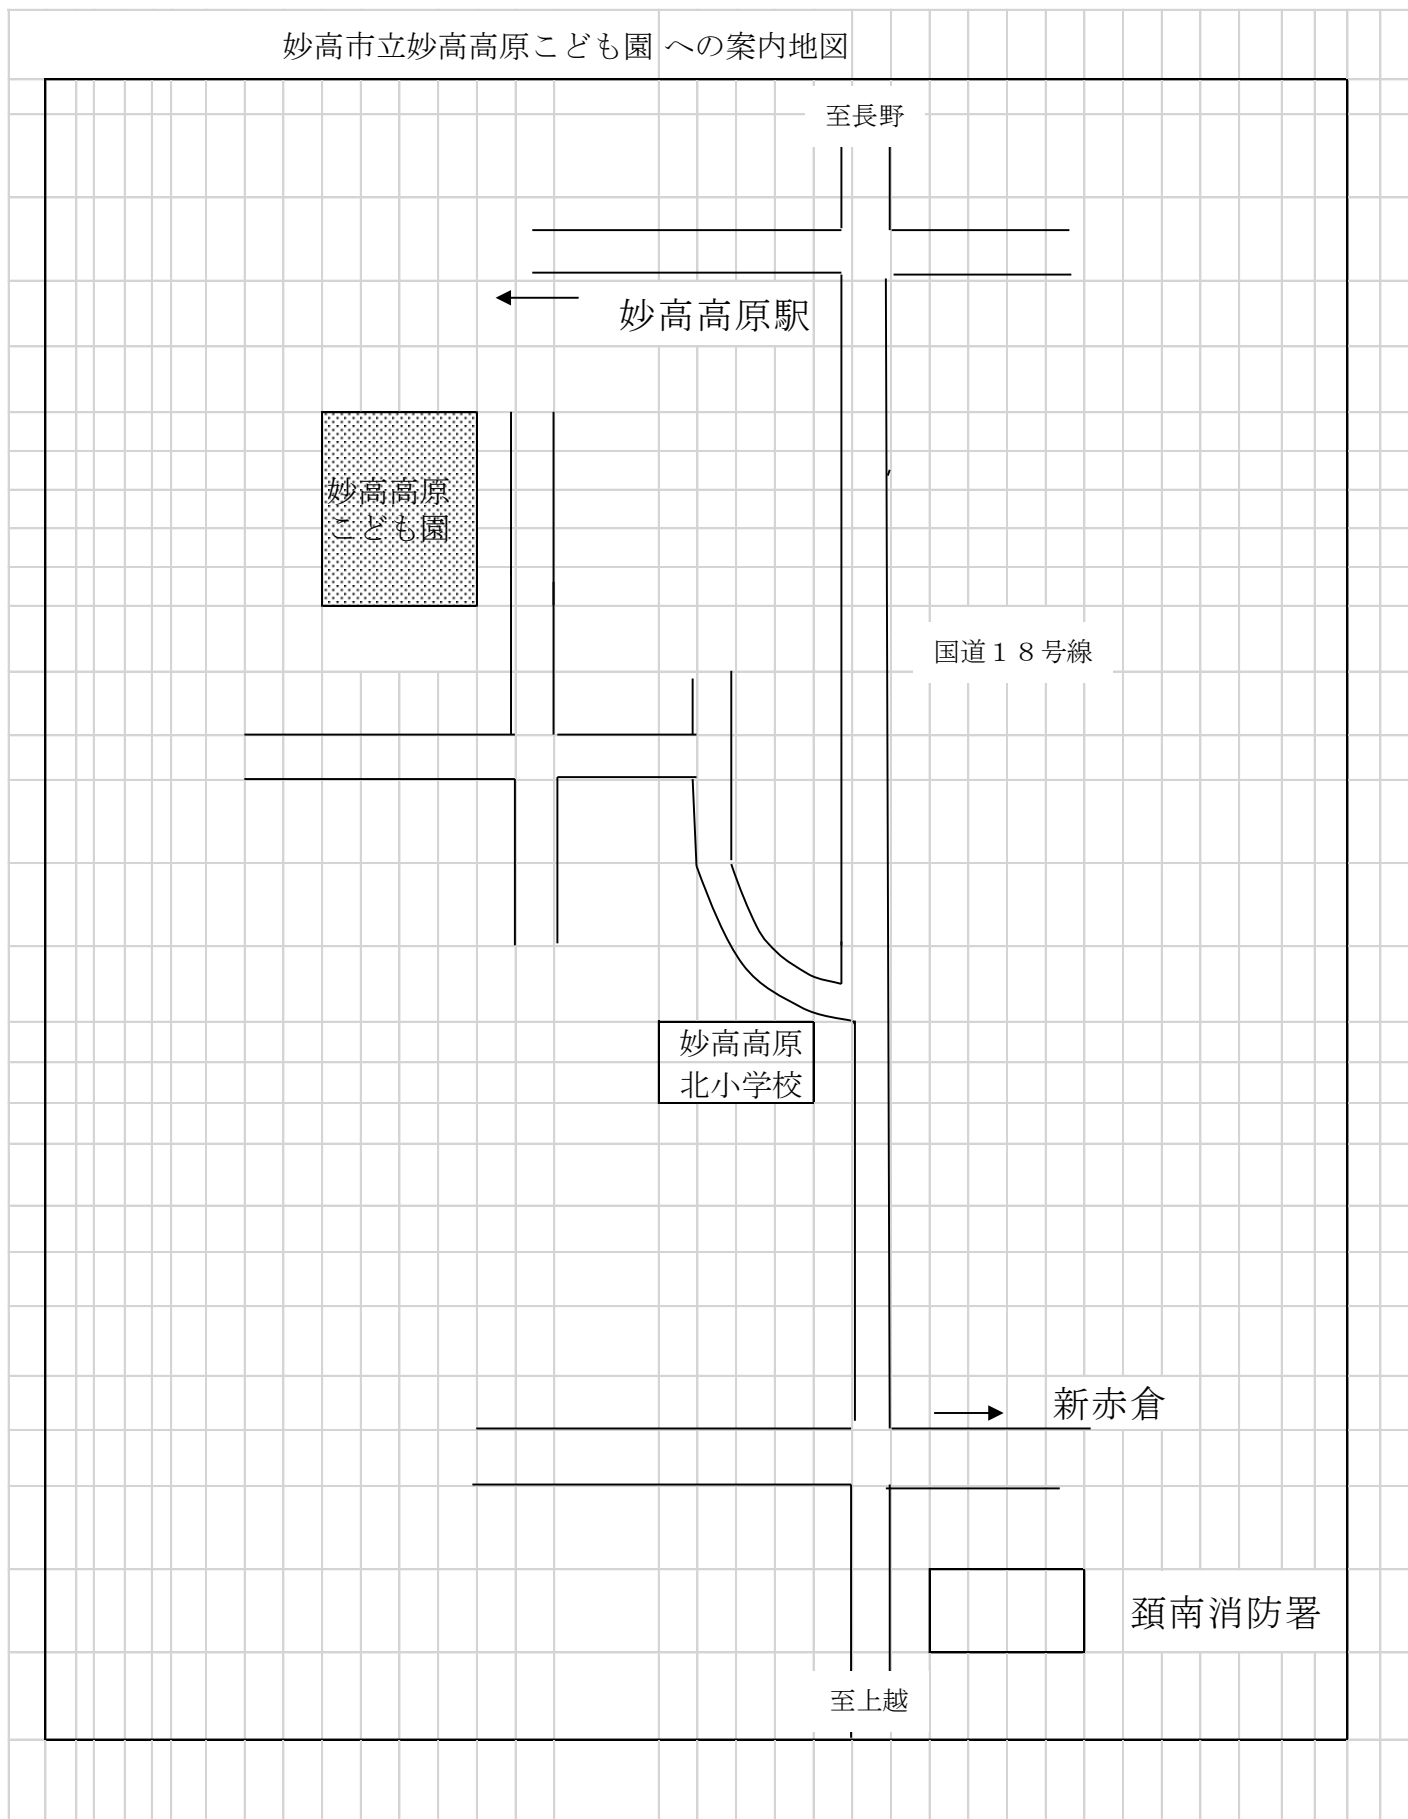 妙高市立妙高高原こども園 への案内地図
至長野
妙高高原駅
妙高高原
こども園
国道１８号線
妙高高原
北小学校
新赤倉
頚南消防署
至上越